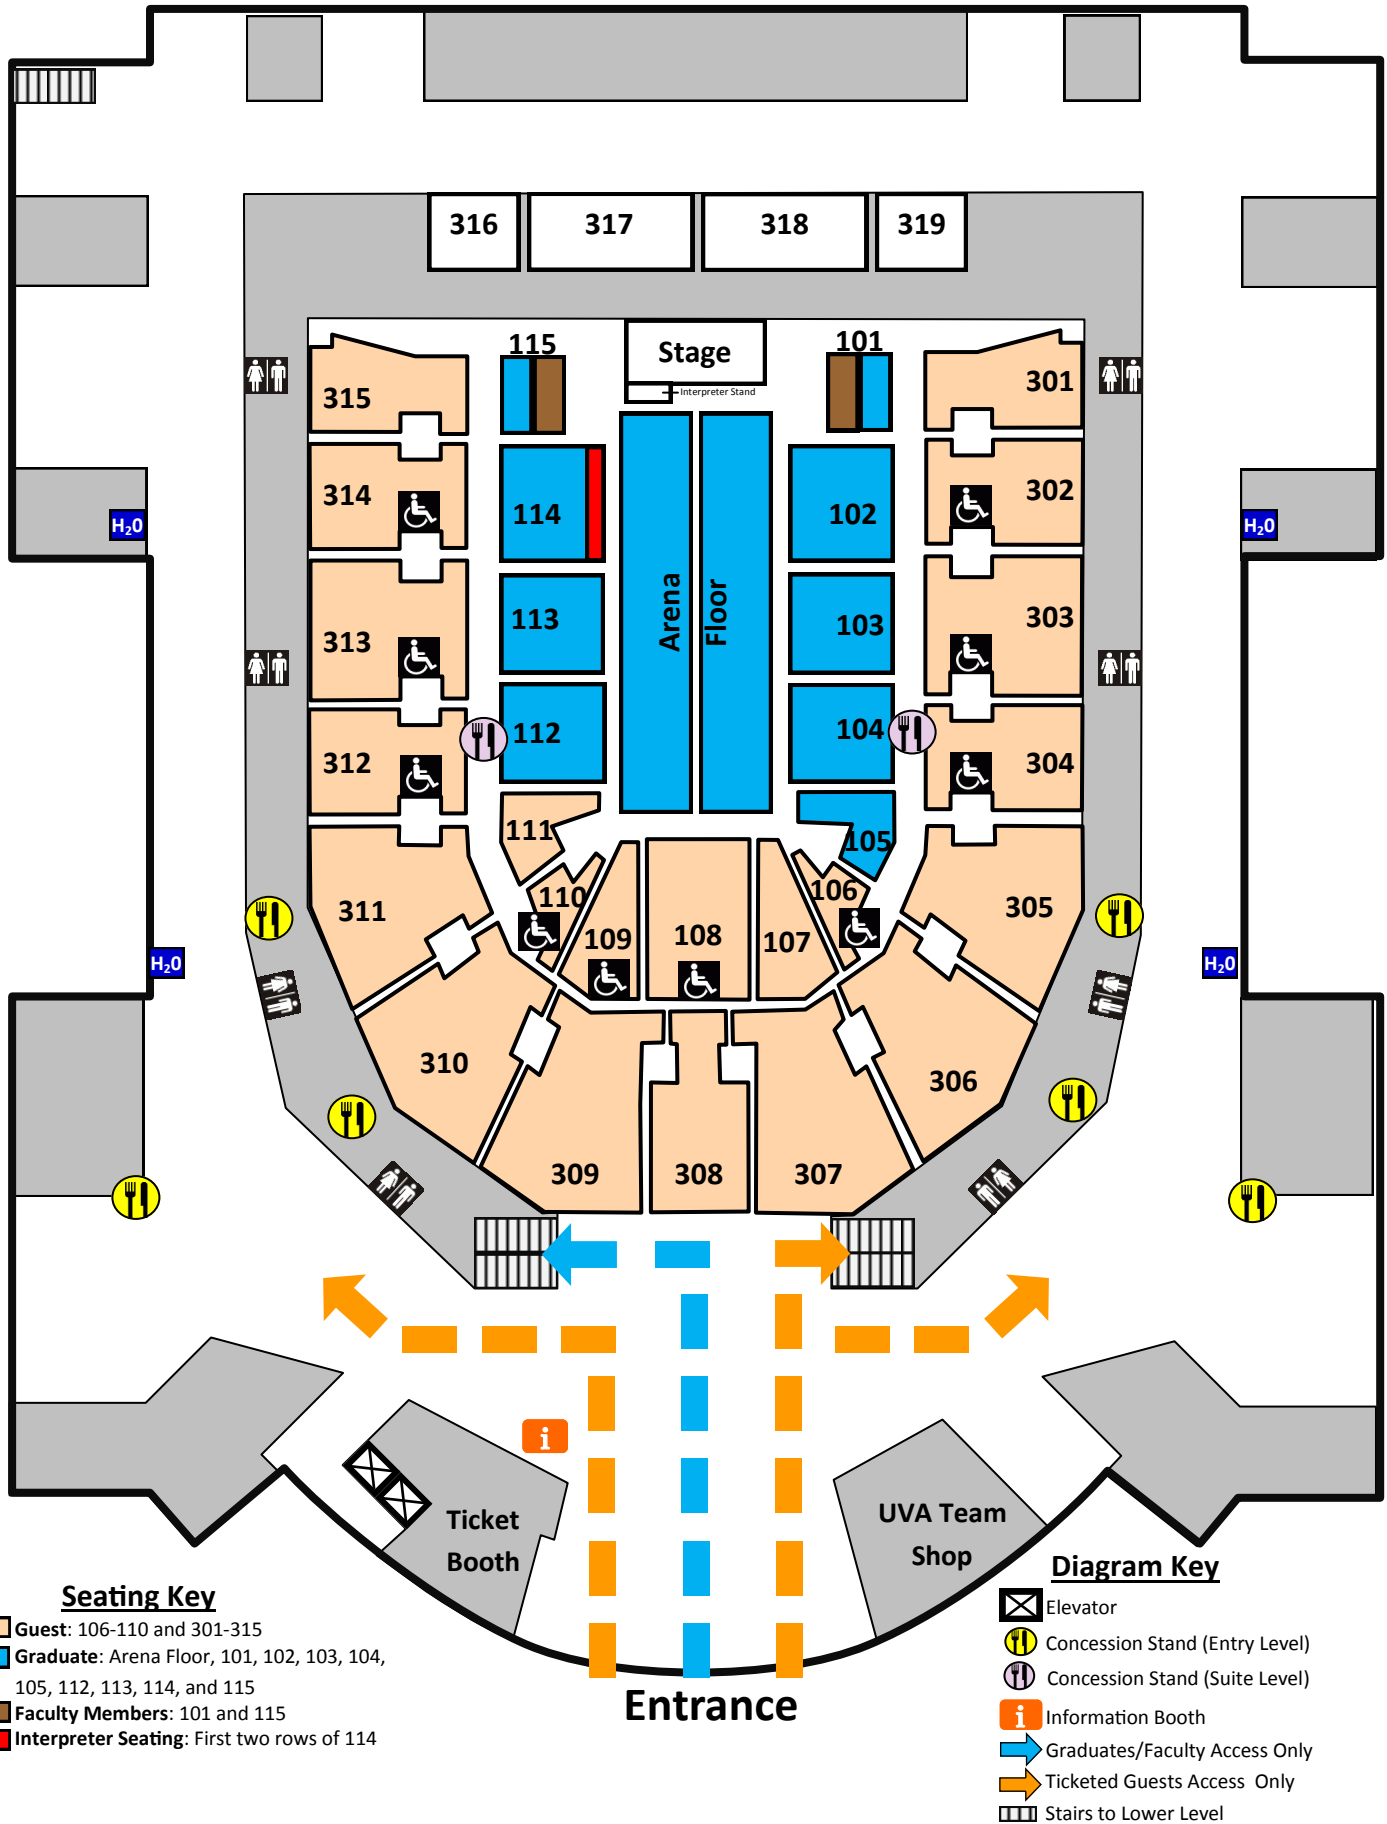 316 317 318 319
115 Stage 101
Interpreter Stand
315 301
314 114 102 302
H₂0 H₂0
Arena Floor
313 113 103 303
312 112 104 304
111 105
110 106
311 109 108 107 305
H₂0 H₂0
310 306
309 308 307
i
Ticket
Booth
UVA Team
Shop
Entrance
Seating Key
Guest: 106-110 and 301-315
Graduate: Arena Floor, 101, 102, 103, 104,
105, 112, 113, 114, and 115
Faculty Members: 101 and 115
Interpreter Seating: First two rows of 114
Diagram Key
Elevator
Concession Stand (Entry Level)
Concession Stand (Suite Level)
i Information Booth
Graduates/Faculty Access Only
Ticketed Guests Access Only
Stairs to Lower Level